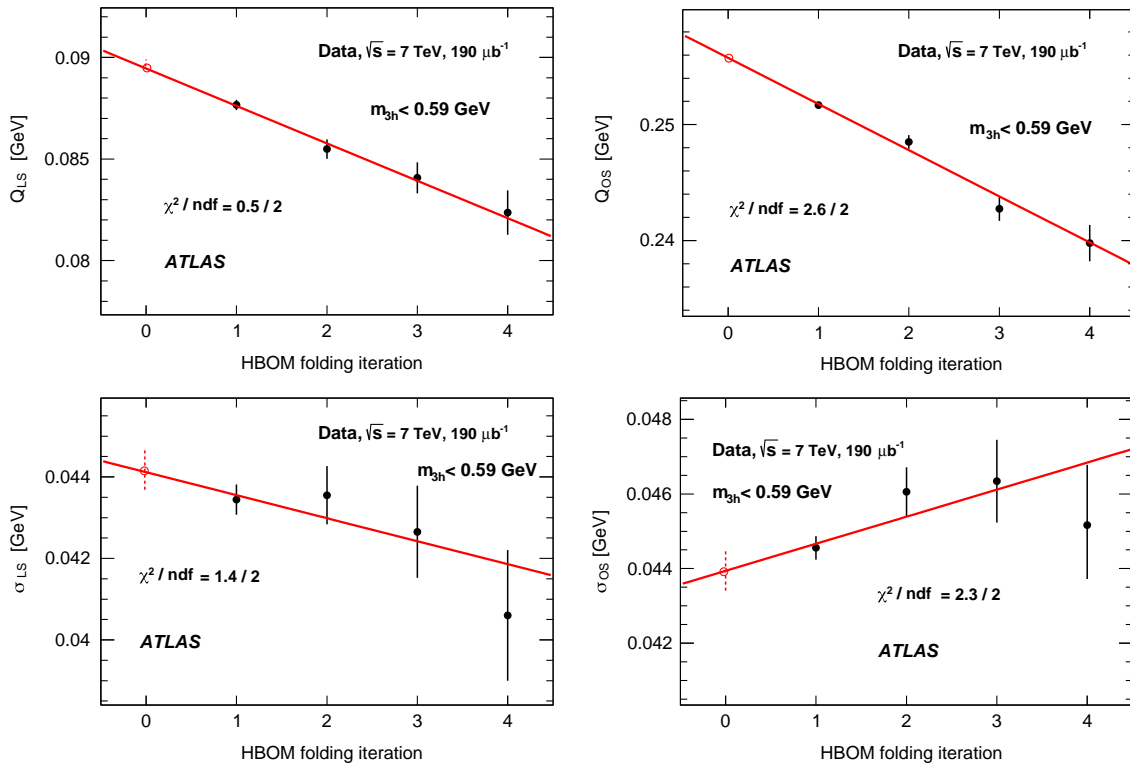 Data, √s = 7 TeV, 190 μb⁻¹
m3h < 0.59 GeV
χ² / ndf = 0.5 / 2
ATLAS
0.09
0.085
0.08
Q_LS [GeV]
0 1 2 3 4
HBOM folding iteration
Data, √s = 7 TeV, 190 μb⁻¹
m3h < 0.59 GeV
χ² / ndf = 2.6 / 2
ATLAS
0.25
0.24
Q_OS [GeV]
0 1 2 3 4
HBOM folding iteration
Data, √s = 7 TeV, 190 μb⁻¹
m3h < 0.59 GeV
χ² / ndf = 1.4 / 2
ATLAS
0.044
0.042
0.04
σ_LS [GeV]
0 1 2 3 4
HBOM folding iteration
Data, √s = 7 TeV, 190 μb⁻¹
m3h < 0.59 GeV
χ² / ndf = 2.3 / 2
ATLAS
0.048
0.046
0.044
0.042
σ_OS [GeV]
0 1 2 3 4
HBOM folding iteration